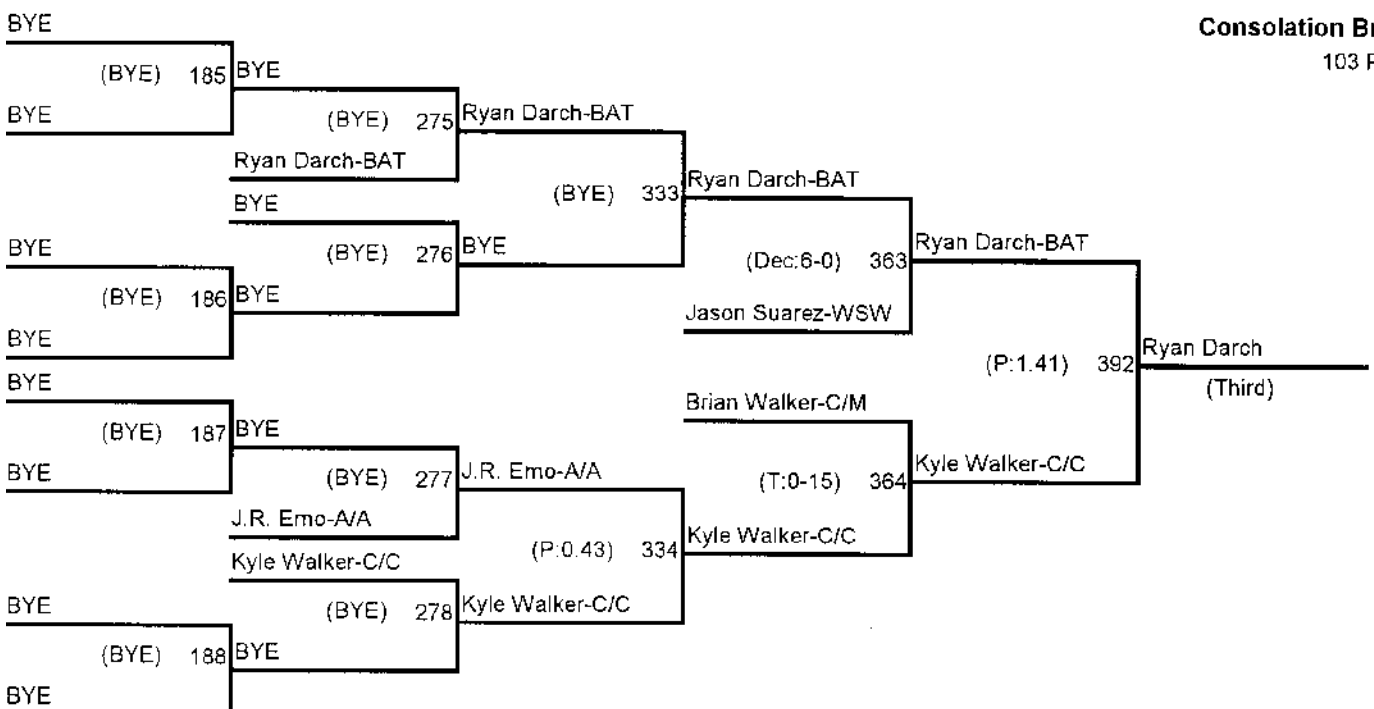 BYE
Consolation Br
103 P
(BYE) 185 BYE
BYE
(BYE) 275 Ryan Darch-BAT
Ryan Darch-BAT
(BYE) 333 Ryan Darch-BAT
BYE
BYE
(BYE) 276 BYE
(Dec:6-0) 363 Ryan Darch-BAT
(BYE) 186 BYE
Jason Suarez-WSW
BYE
(P:1.41) 392 Ryan Darch
(Third)
BYE
Brian Walker-C/M
(BYE) 187 BYE
BYE
(BYE) 277 J.R. Emo-A/A
(T:0-15) 364 Kyle Walker-C/C
J.R. Emo-A/A
(P:0.43) 334 Kyle Walker-C/C
Kyle Walker-C/C
BYE
(BYE) 278 Kyle Walker-C/C
(BYE) 188 BYE
BYE